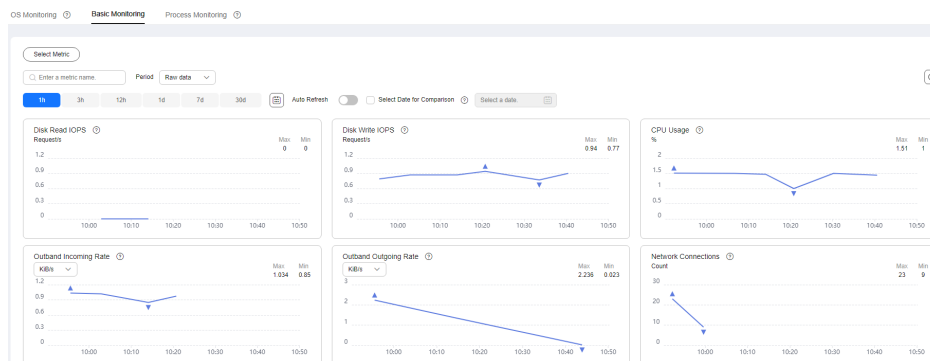 OS Monitoring ? Basic Monitoring Process Monitoring ?
Select Metric
Enter a metric name. Period Raw data
1h 3h 12h 1d 7d 30d Auto Refresh Select Date for Comparison ? Select a date.
Disk Read IOPS ?
Request/s Max Min
0 0
1.2
0.9
0.6
0.3
0
10:00 10:10 10:20 10:30 10:40 10:50
Disk Write IOPS ?
Request/s Max Min
0.94 0.77
1.2
0.9
0.6
0.3
0
10:00 10:10 10:20 10:30 10:40 10:50
CPU Usage ?
% Max Min
1.51 1
2
1.5
1
0.5
0
10:00 10:10 10:20 10:30 10:40 10:50
Outband Incoming Rate ?
KiB/s Max Min
1.034 0.85
1.2
0.9
0.6
0.3
0
10:00 10:10 10:20 10:30 10:40 10:50
Outband Outgoing Rate ?
KiB/s Max Min
2.236 0.023
3
2
1
0
10:00 10:10 10:20 10:30 10:40 10:50
Network Connections ?
Count Max Min
23 9
30
20
10
0
10:00 10:10 10:20 10:30 10:40 10:50